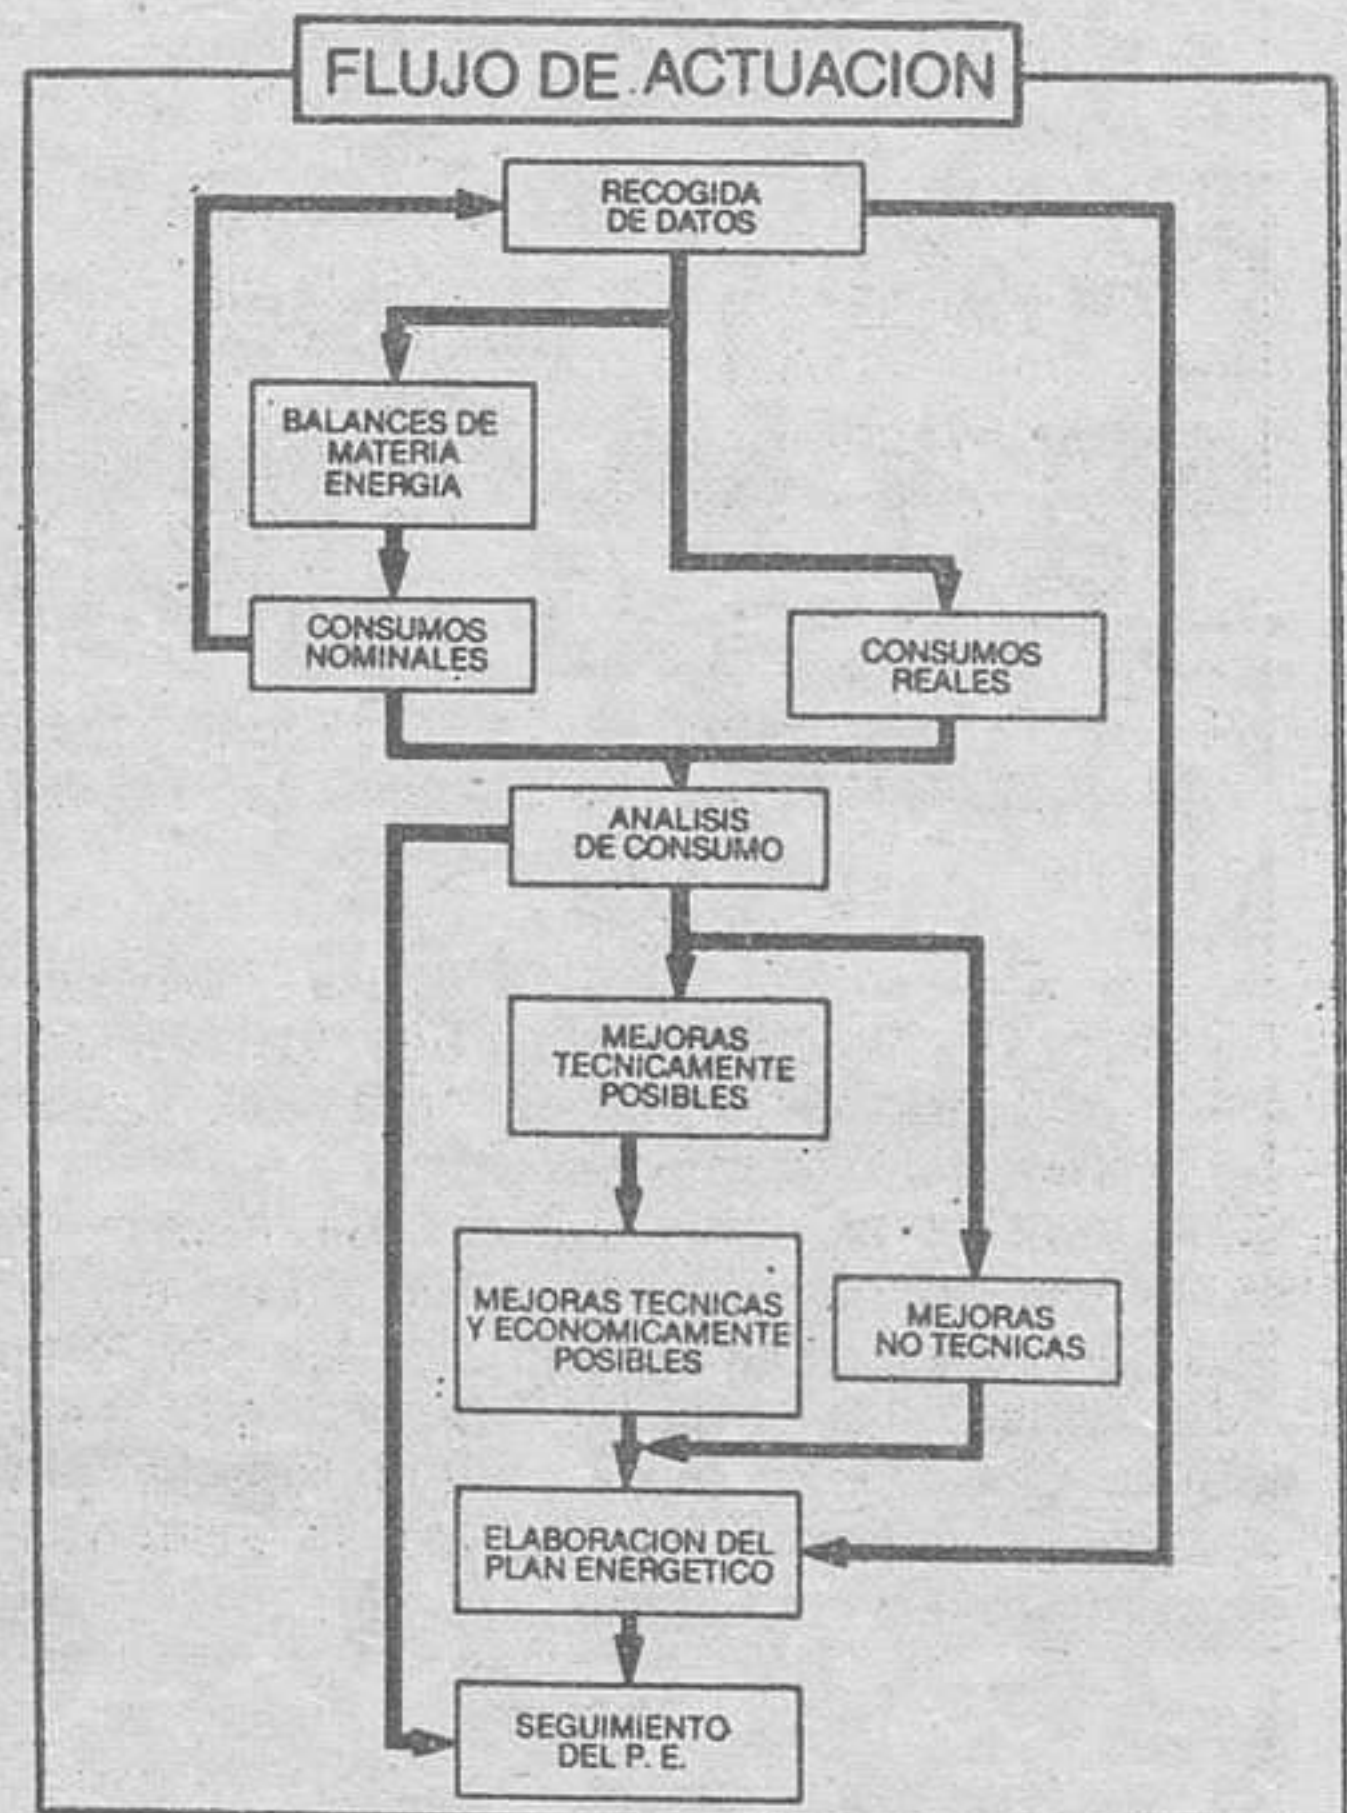 FLUJO DE ACTUACION
RECOGIDA
DE DATOS
BALANCES DE
MATERIA
ENERGIA
CONSUMOS
NOMINALES
CONSUMOS
REALES
ANALISIS
DE CONSUMO
MEJORAS
TECNICAMENTE
POSIBLES
MEJORAS TECNICAS
Y ECONOMICAMENTE
POSIBLES
MEJORAS
NO TECNICAS
ELABORACION DEL
PLAN ENERGETICO
SEGUIMIENTO
DEL P. E.